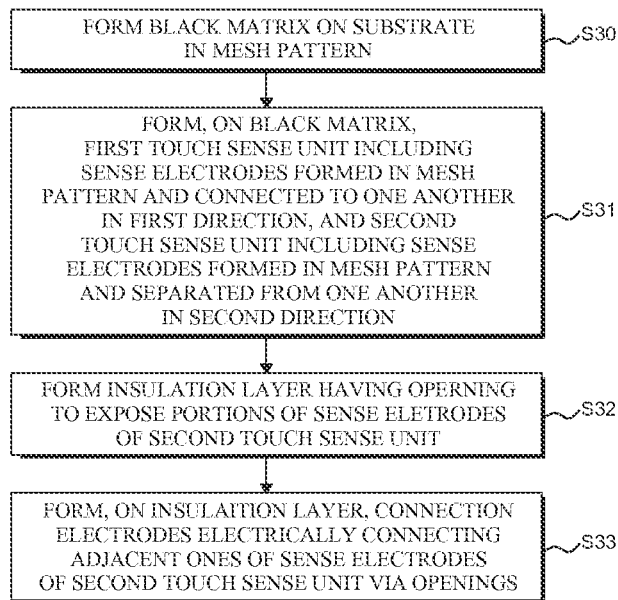 FORM BLACK MATRIX ON SUBSTRATE
IN MESH PATTERN
S30
FORM, ON BLACK MATRIX,
FIRST TOUCH SENSE UNIT INCLUDING
SENSE ELECTRODES FORMED IN MESH
PATTERN AND CONNECTED TO ONE ANOTHER
IN FIRST DIRECTION, AND SECOND
TOUCH SENSE UNIT INCLUDING SENSE
ELECTRODES FORMED IN MESH PATTERN
AND SEPARATED FROM ONE ANOTHER
IN SECOND DIRECTION
S31
FORM INSULATION LAYER HAVING OPERNING
TO EXPOSE PORTIONS OF SENSE ELETRODES
OF SECOND TOUCH SENSE UNIT
S32
FORM, ON INSULAITION LAYER, CONNECTION
ELECTRODES ELECTRICALLY CONNECTING
ADJACENT ONES OF SENSE ELECTRODES
OF SECOND TOUCH SENSE UNIT VIA OPENINGS
S33